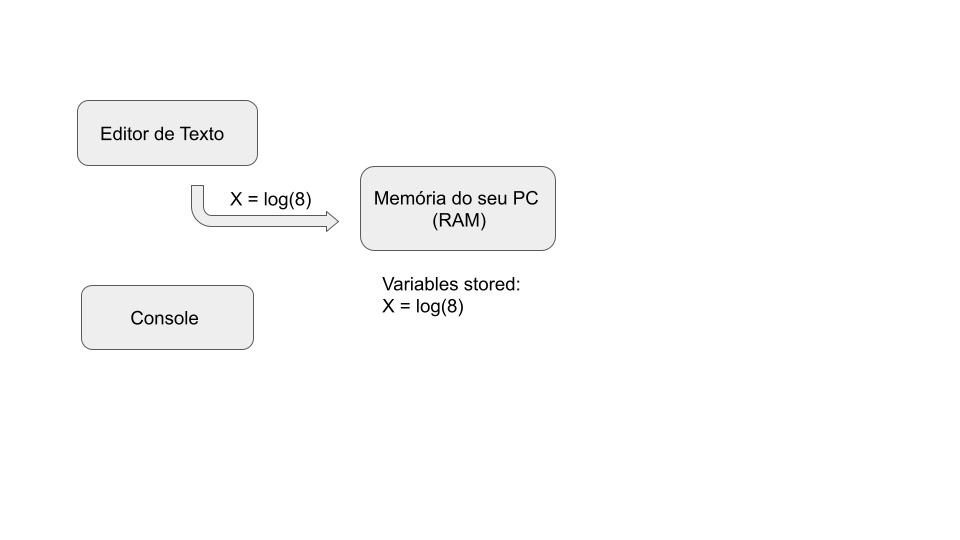 Editor de Texto
X = log(8)
Memória do seu PC
(RAM)
Variables stored:
X = log(8)
Console